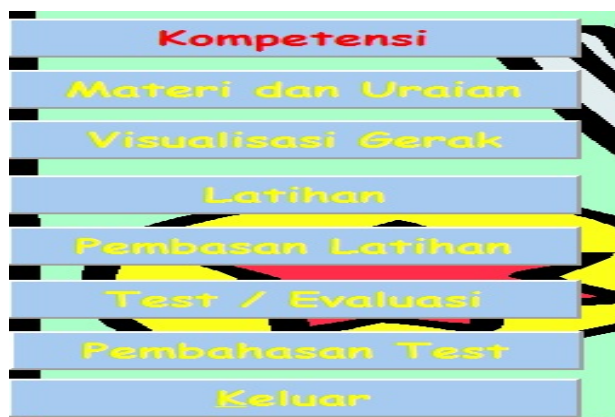 Kompetensi
Materi dan Uraian
Visualisasi Gerak
Latihan
Pembasan Latihan
Test / Evaluasi
Pembahasan Test
Keluar